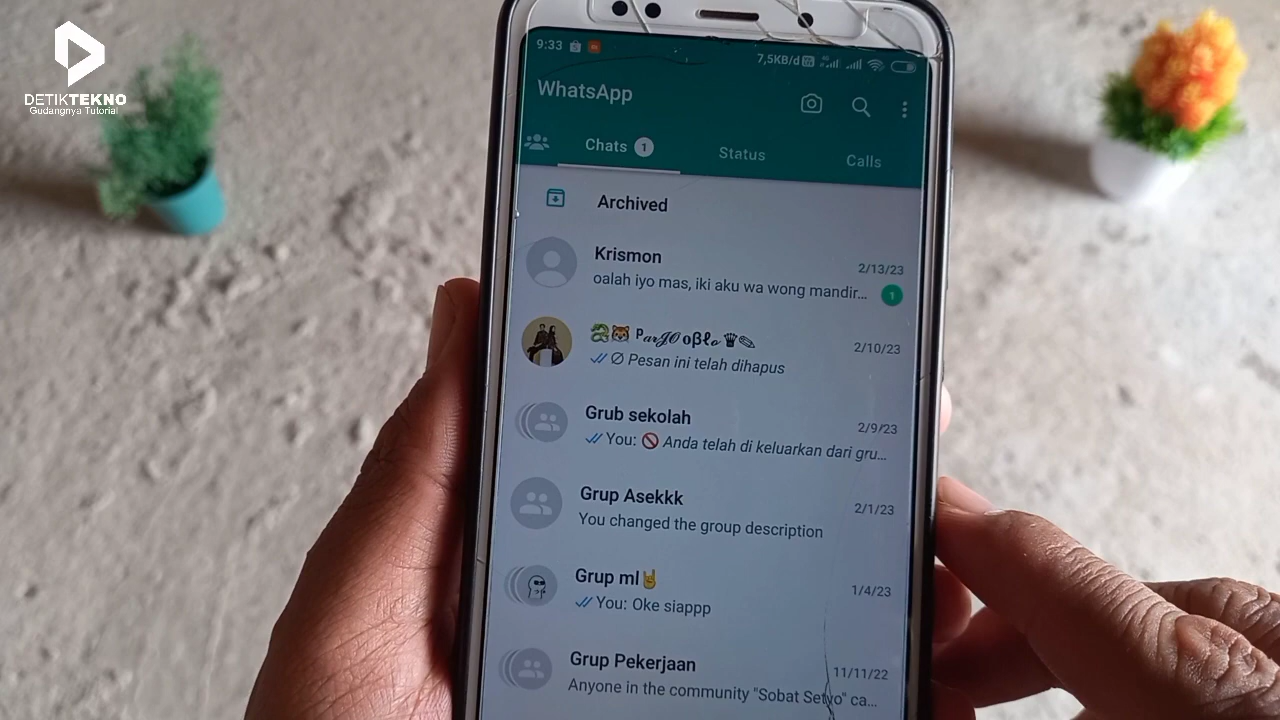 DETIKTEKNO
Gudangnya Tutorial
9:33
7,5KB/d
WhatsApp
Chats 1
Status
Calls
Archived
Krismon
2/13/23
oalah iyo mas, iki aku wa wong mandir...
1
🐉🐯 ᴾₐᵣ𝒥𝒪 oβℓℴ ♛✎
2/10/23
Pesan ini telah dihapus
Grub sekolah
2/9/23
You: 🚫 Anda telah di keluarkan dari gru...
Grup Asekkk
2/1/23
You changed the group description
Grup ml🤘
1/4/23
You: Oke siappp
Grup Pekerjaan
11/11/22
Anyone in the community "Sobat Setyo" ca...